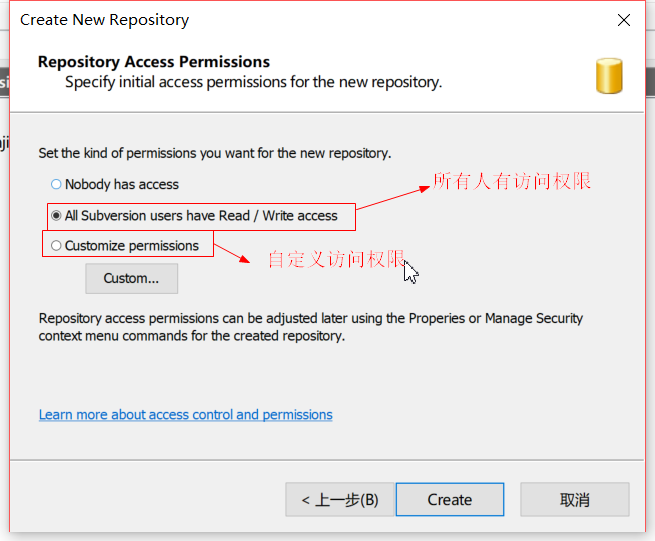 Create New Repository
Repository Access Permissions
Specify initial access permissions for the new repository.
si
ji
Set the kind of permissions you want for the new repository.
Nobody has access
所有人有访问权限
All Subversion users have Read / Write access
Customize permissions
自定义访问权限
Custom...
Repository access permissions can be adjusted later using the Properies or Manage Security
context menu commands for the created repository.
Learn more about access control and permissions
< 上一步(B)
Create
取消